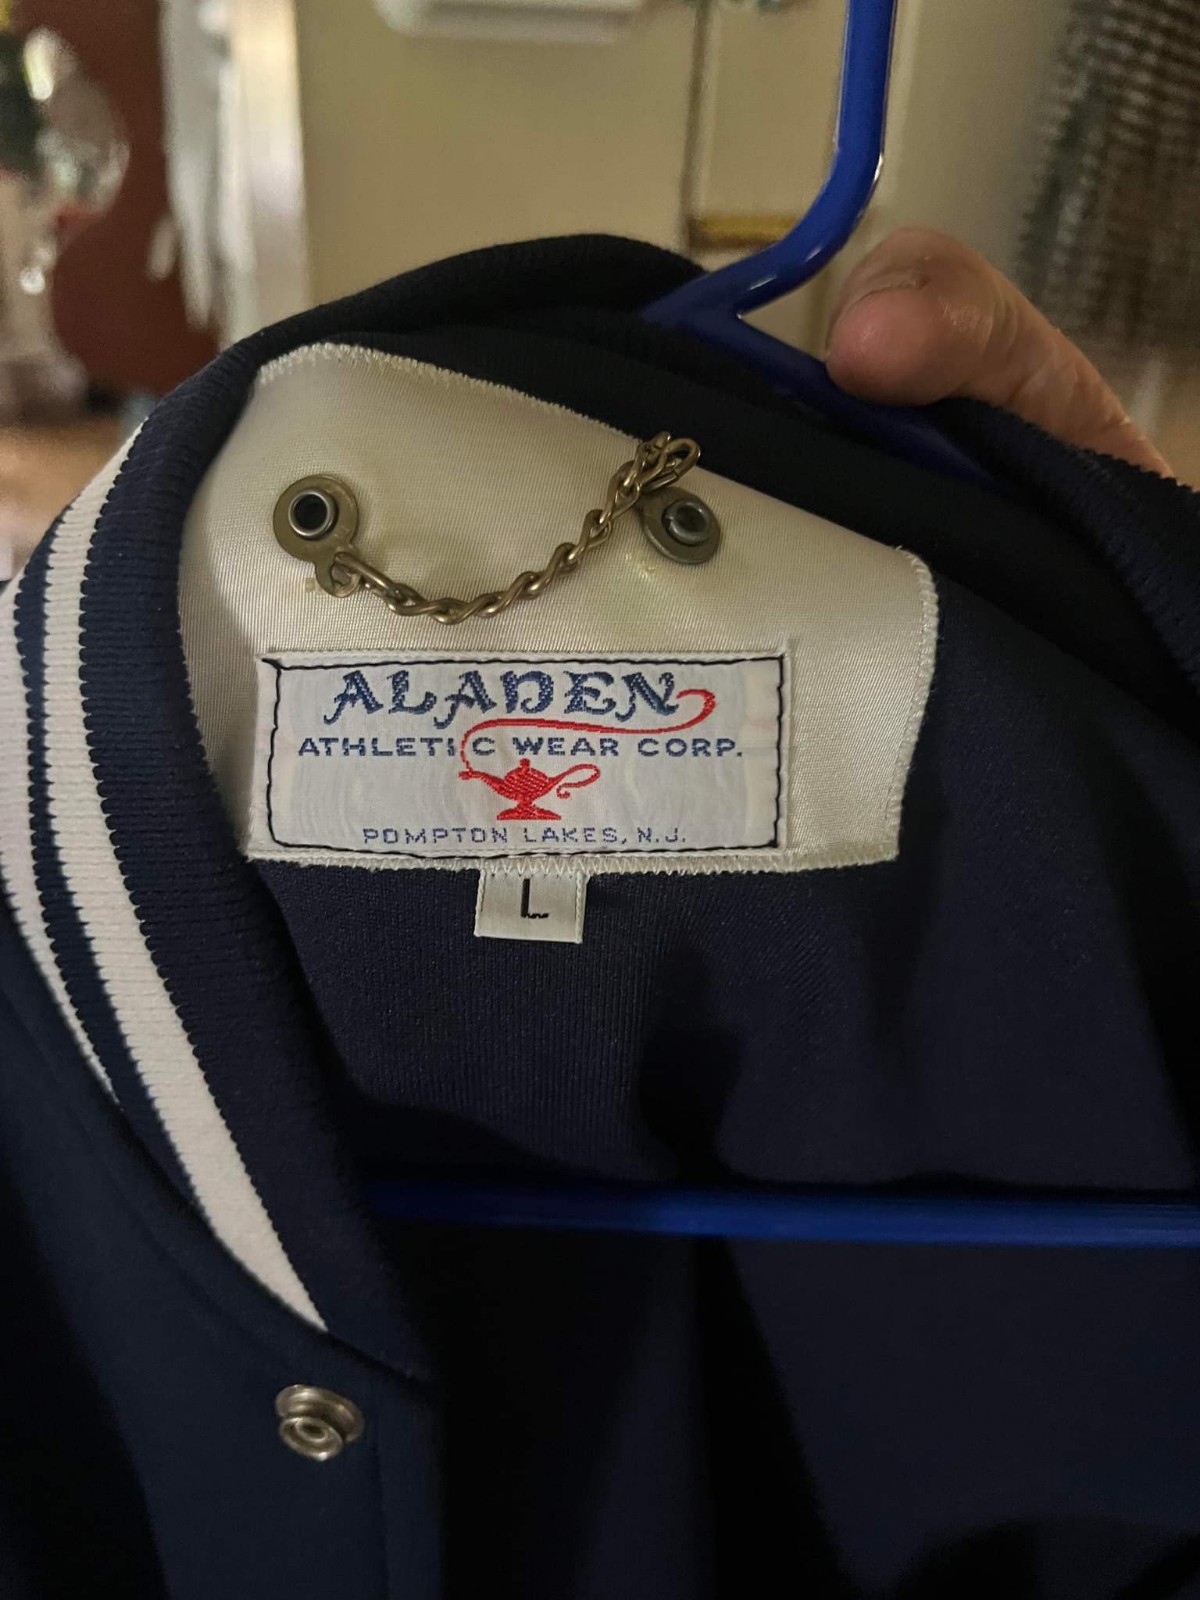 ALADEN
ATHLETIC WEAR CORP.
POMPTON LAKES, N.J.
L